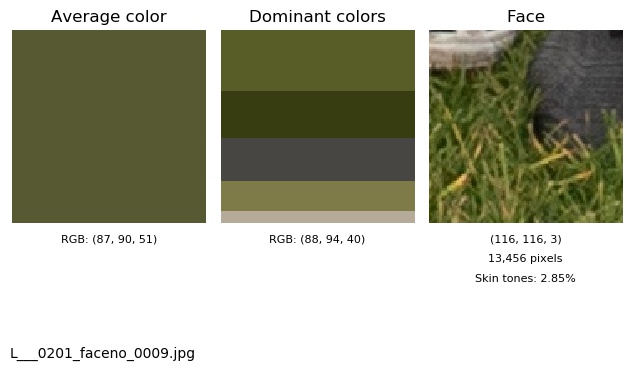 Average color
Dominant colors
Face
RGB: (87, 90, 51)
RGB: (88, 94, 40)
(116, 116, 3)
13,456 pixels
Skin tones: 2.85%
L___0201_faceno_0009.jpg